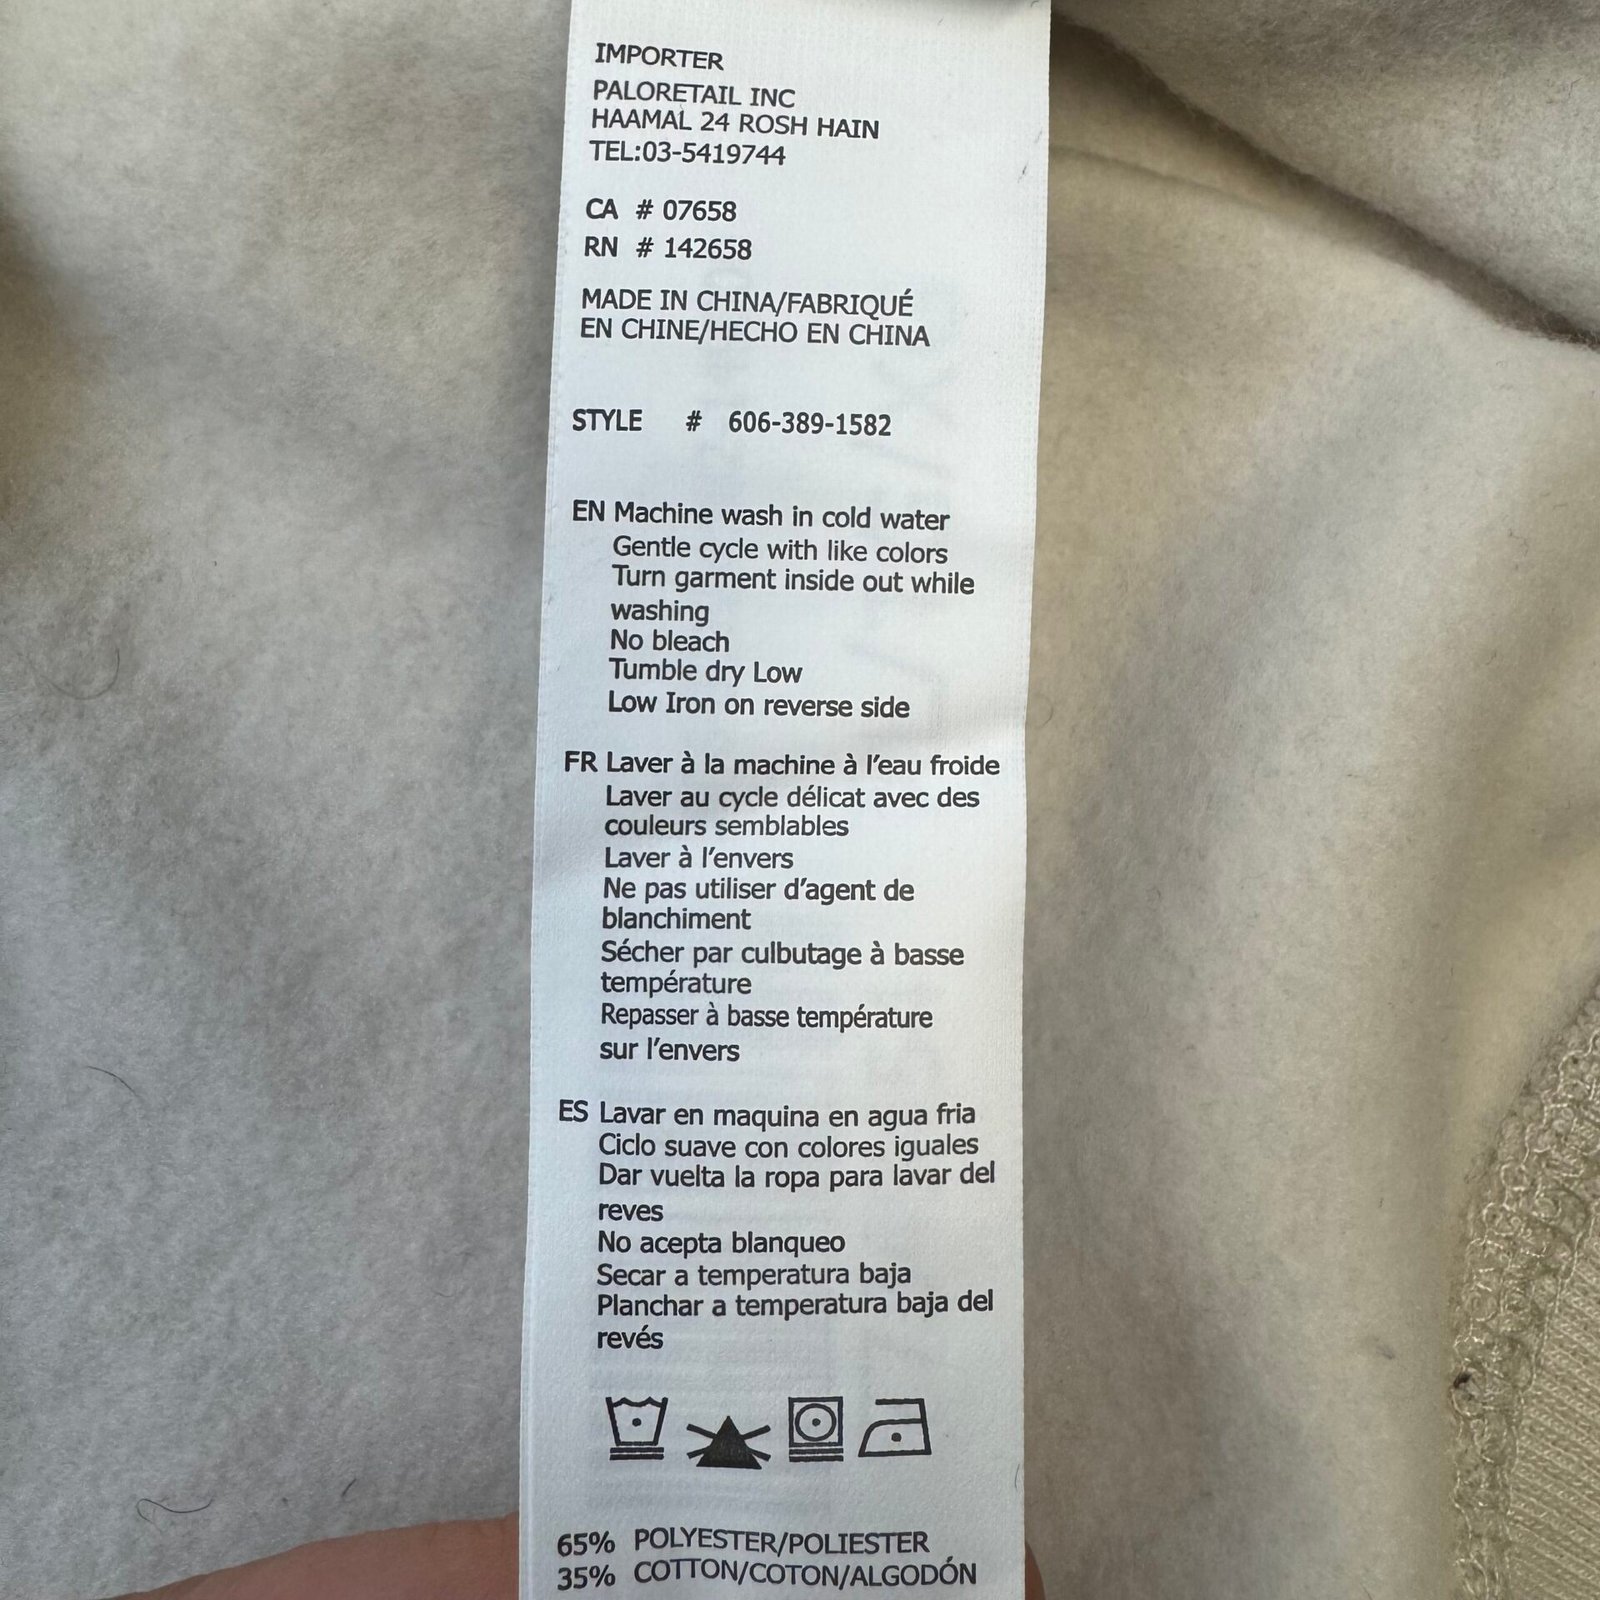 IMPORTER
PALORETAIL INC
HAAMAL 24 ROSH HAIN
TEL:03-5419744
CA # 07658
RN # 142658
MADE IN CHINA/FABRIQUÉ
EN CHINE/HECHO EN CHINA
STYLE # 606-389-1582
EN Machine wash in cold water
Gentle cycle with like colors
Turn garment inside out while
washing
No bleach
Tumble dry Low
Low Iron on reverse side
FR Laver à la machine à l'eau froide
Laver au cycle délicat avec des
couleurs semblables
Laver à l'envers
Ne pas utiliser d'agent de
blanchiment
Sécher par culbutage à basse
température
Repasser à basse température
sur l'envers
ES Lavar en maquina en agua fria
Ciclo suave con colores iguales
Dar vuelta la ropa para lavar del
reves
No acepta blanqueo
Secar a temperatura baja
Planchar a temperatura baja del
revés
65% POLYESTER/POLIESTER
35% COTTON/COTON/ALGODÓN